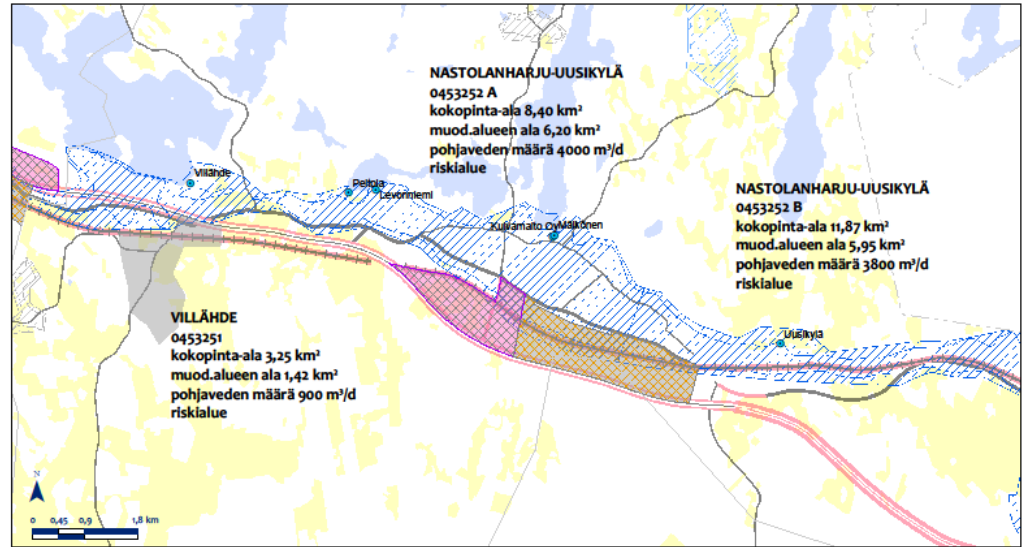 NASTOLANHARJU-UUSIKYLÄ
0453252 A
kokopinta-ala 8,40 km²
muod.alueen ala 6,20 km²
pohjaveden määrä 4000 m³/d
riskialue
Villähde
Peltola
Levonniemi
NASTOLANHARJU-UUSIKYLÄ
0453252 B
kokopinta-ala 11,87 km²
muod.alueen ala 5,95 km²
pohjaveden määrä 3800 m³/d
riskialue
Kuivamaito Oy
Mälkönen
Uusikylä
VILLÄHDE
0453251
kokopinta-ala 3,25 km²
muod.alueen ala 1,42 km²
pohjaveden määrä 900 m³/d
riskialue
N
0 0,45 0,9 1,8 km